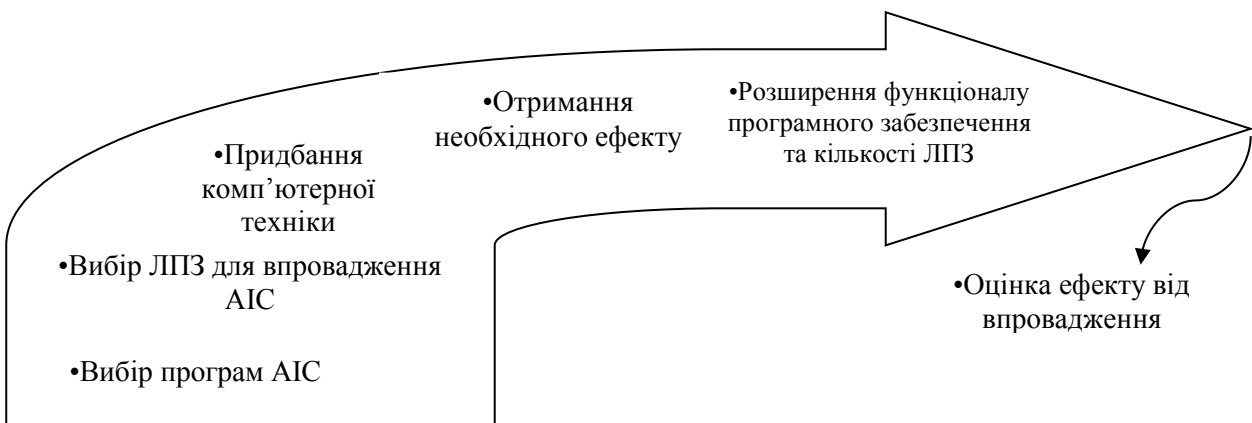 •Отримання
необхідного ефекту
•Розширення функціоналу
програмного забезпечення
та кількості ЛПЗ
•Придбання
комп’ютерної
техніки
•Вибір ЛПЗ для впровадження
АІС
•Оцінка ефекту від
впровадження
•Вибір програм АІС